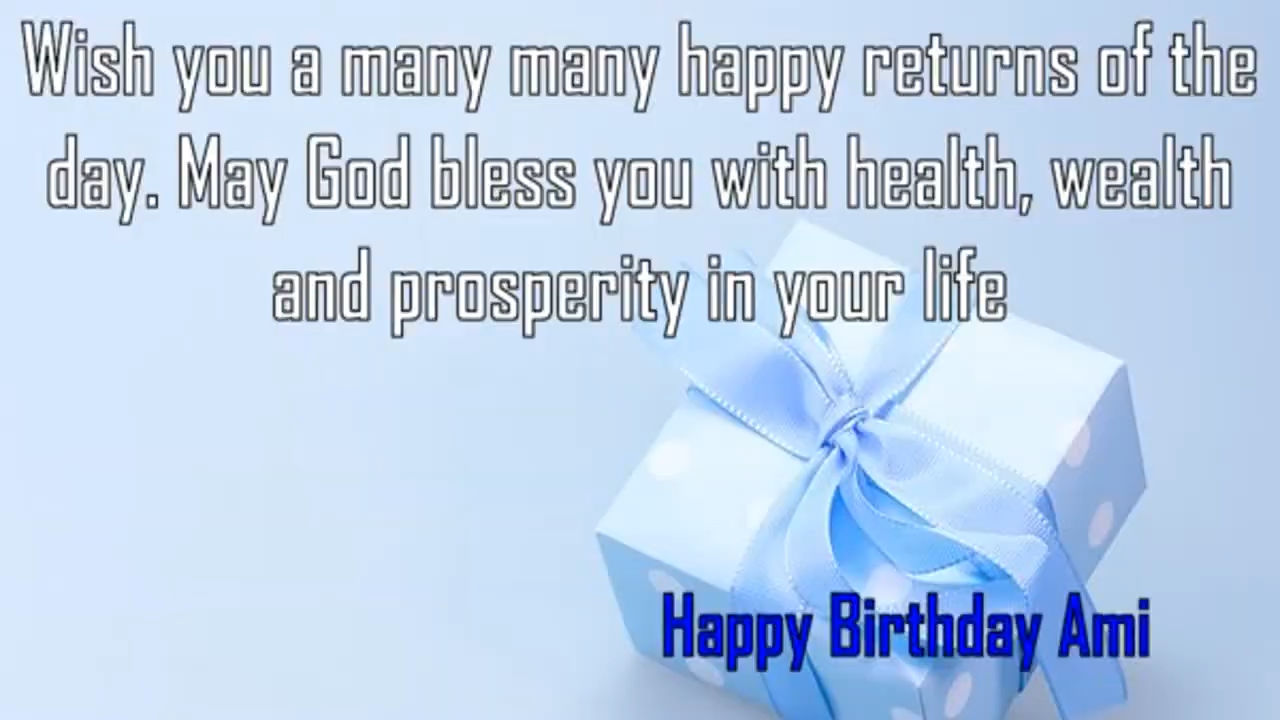 Wish you a many many happy returns of the
day. May God bless you with health, wealth
and prosperity in your life
Happy Birthday Ami